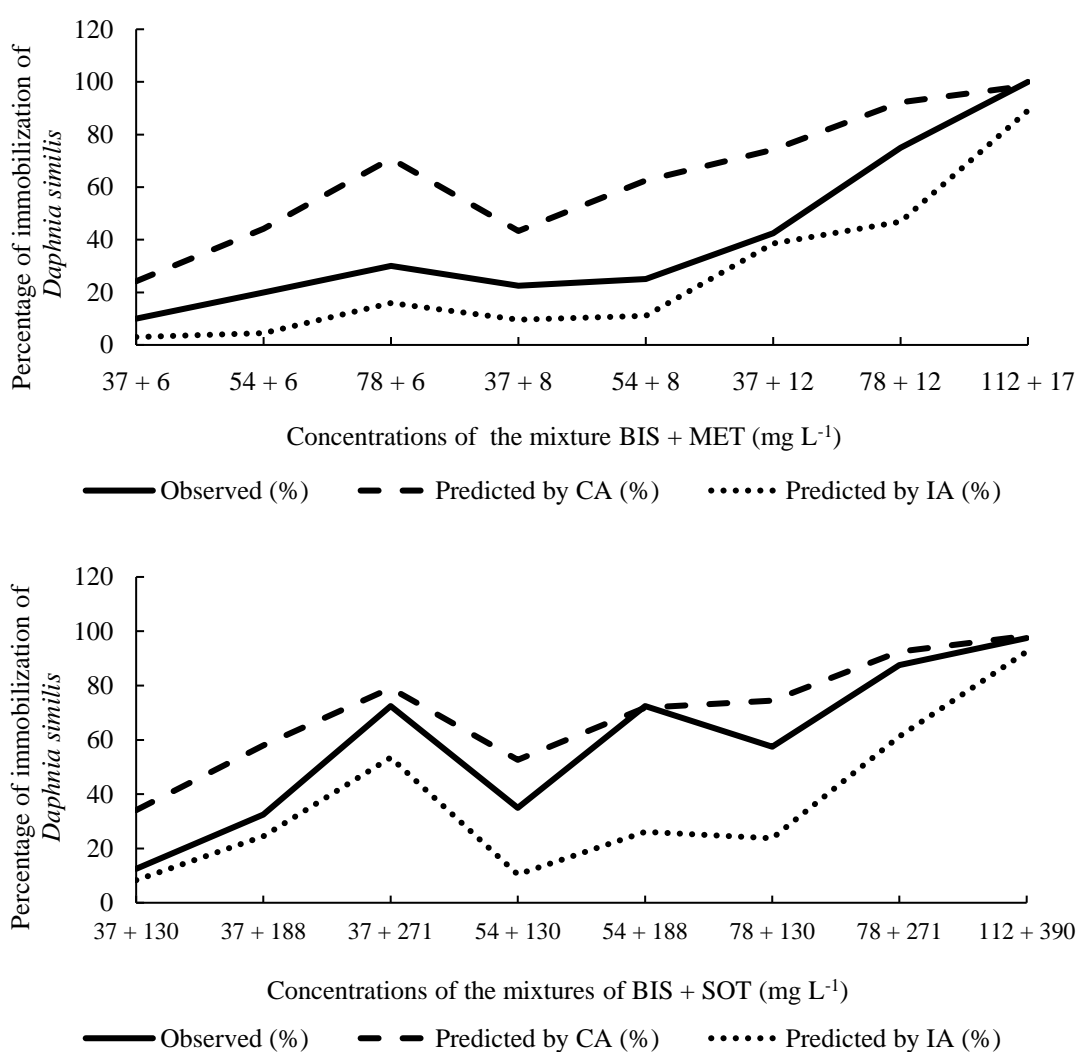 120
100
80
60
40
20
0
Percentage of immobilization of
Daphnia similis
37 + 6 54 + 6 78 + 6 37 + 8 54 + 8 37 + 12 78 + 12 112 + 17
Concentrations of the mixture BIS + MET (mg L-1)
Observed (%) Predicted by CA (%) Predicted by IA (%)
120
100
80
60
40
20
0
Percentage of immobilization of
Daphnia similis
37 + 130 37 + 188 37 + 271 54 + 130 54 + 188 78 + 130 78 + 271 112 + 390
Concentrations of the mixtures of BIS + SOT (mg L-1)
Observed (%) Predicted by CA (%) Predicted by IA (%)